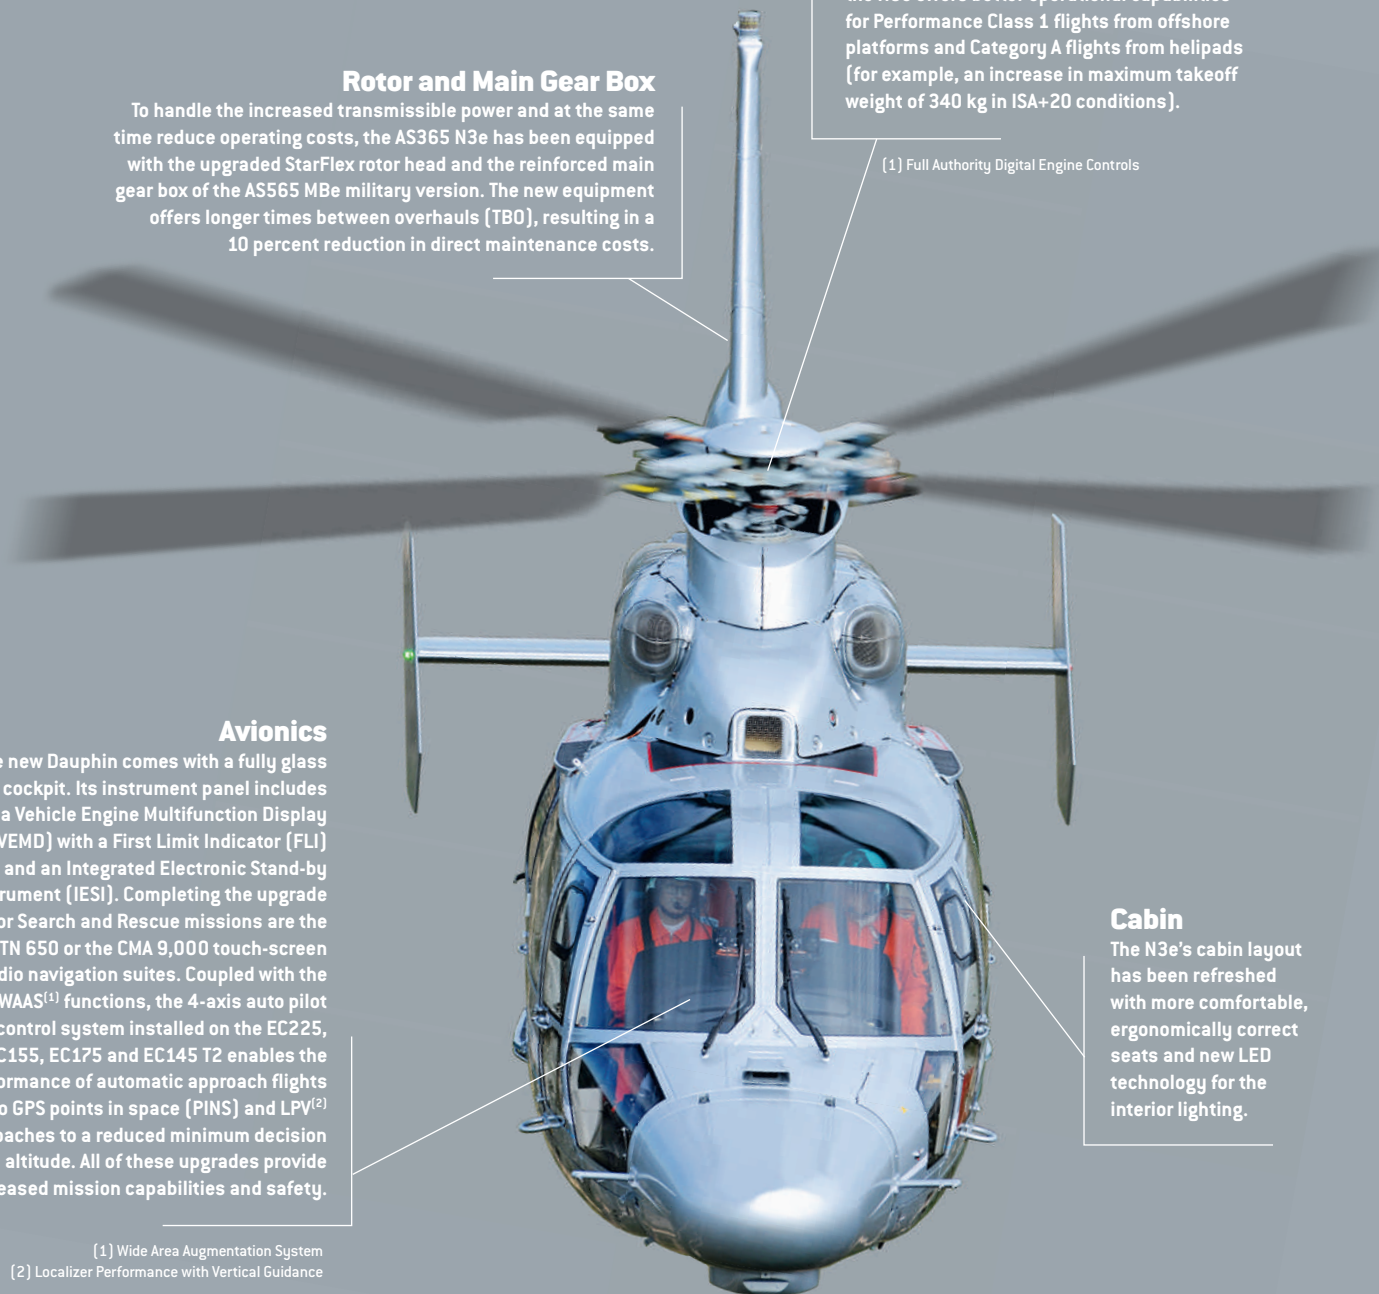 for Performance Class 1 flights from offshore
platforms and Category A flights from helipads
(for example, an increase in maximum takeoff
weight of 340 kg in ISA+20 conditions).
(1) Full Authority Digital Engine Controls
Rotor and Main Gear Box
To handle the increased transmissible power and at the same
time reduce operating costs, the AS365 N3e has been equipped
with the upgraded StarFlex rotor head and the reinforced main
gear box of the AS565 MBe military version. The new equipment
offers longer times between overhauls (TBO), resulting in a
10 percent reduction in direct maintenance costs.
Avionics
new Dauphin comes with a fully glass
cockpit. Its instrument panel includes
a Vehicle Engine Multifunction Display
VEMD) with a First Limit Indicator (FLI)
and an Integrated Electronic Stand-by
(IESI). Completing the upgrade
or Search and Rescue missions are the
TN 650 or the CMA 9,000 touch-screen
navigation suites. Coupled with the
WAAS(1) functions, the 4-axis auto pilot
control system installed on the EC225,
C155, EC175 and EC145 T2 enables the
of automatic approach flights
o GPS points in space (PINS) and LPV(2)
to a reduced minimum decision
altitude. All of these upgrades provide
mission capabilities and safety.
(1) Wide Area Augmentation System
(2) Localizer Performance with Vertical Guidance
Cabin
The N3e's cabin layout
has been refreshed
with more comfortable,
ergonomically correct
seats and new LED
technology for the
interior lighting.